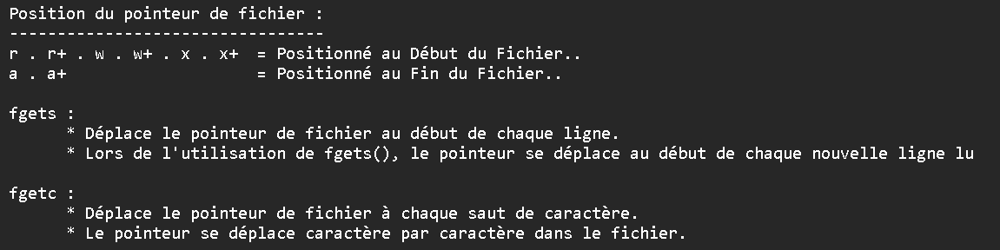 Position du pointeur de fichier :
---------------------------------
r . r+ . w . w+ . x . x+  = Positionné au Début du Fichier..
a . a+                    = Positionné au Fin du Fichier..
fgets :
      * Déplace le pointeur de fichier au début de chaque ligne.
      * Lors de l'utilisation de fgets(), le pointeur se déplace au début de chaque nouvelle ligne lu
fgetc :
      * Déplace le pointeur de fichier à chaque saut de caractère.
      * Le pointeur se déplace caractère par caractère dans le fichier.